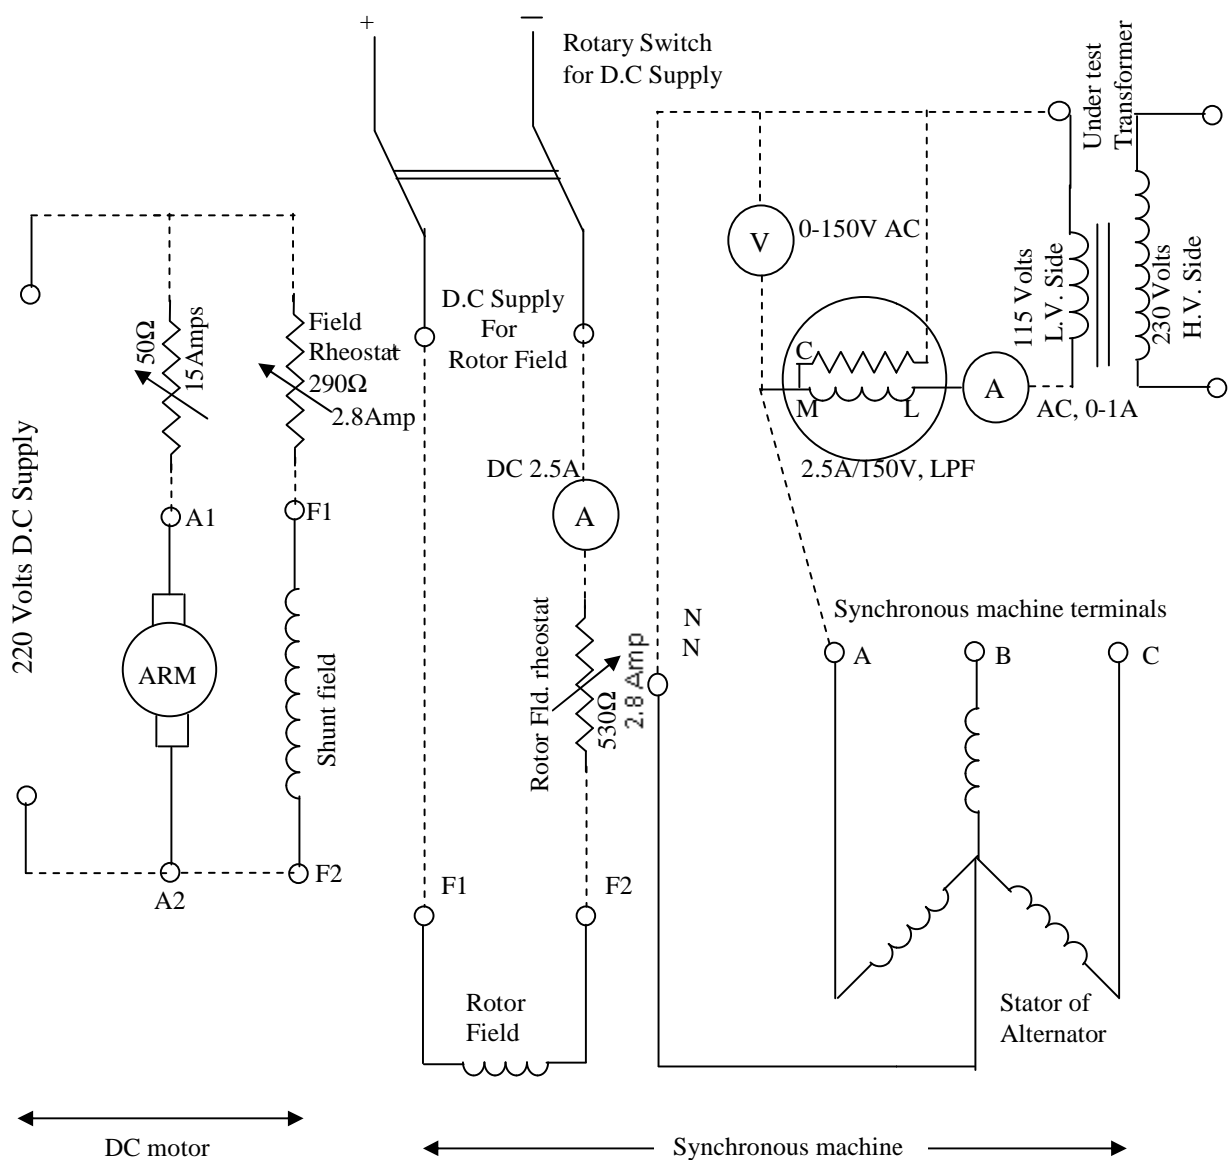 +
—
Rotary Switch
for D.C Supply
Under test
Transformer
V
0-150V AC
115 Volts
L.V. Side
230 Volts
H.V. Side
D.C Supply
For
Rotor Field
+
50Ω
15Amps
Field
Rheostat
290Ω
2.8Amp
C
M
L
A
AC, 0-1A
2.5A/150V, LPF
DC 2.5A
A
220 Volts D.C Supply
A1
F1
ARM
Shunt field
Rotor Fld. rheostat
530Ω
2.8 Amp
N
N
Synchronous machine terminals
A
B
C
A2
F2
F1
F2
Rotor
Field
Stator of
Alternator
DC motor
Synchronous machine